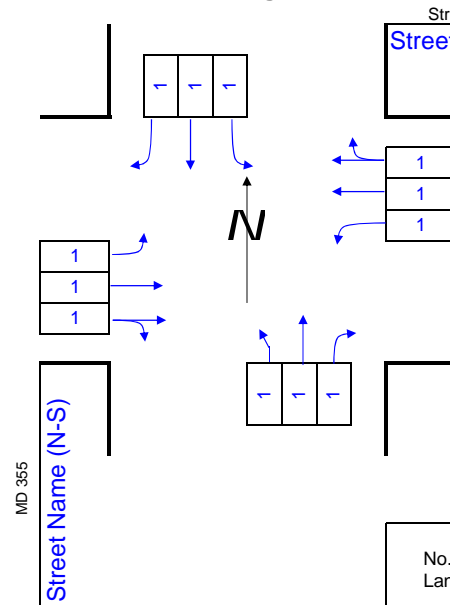 Str
Street
1 1 1
1
1
1
N
1
1
1
1 1 1
MD 355
Street Name (N-S)
No.
Lar